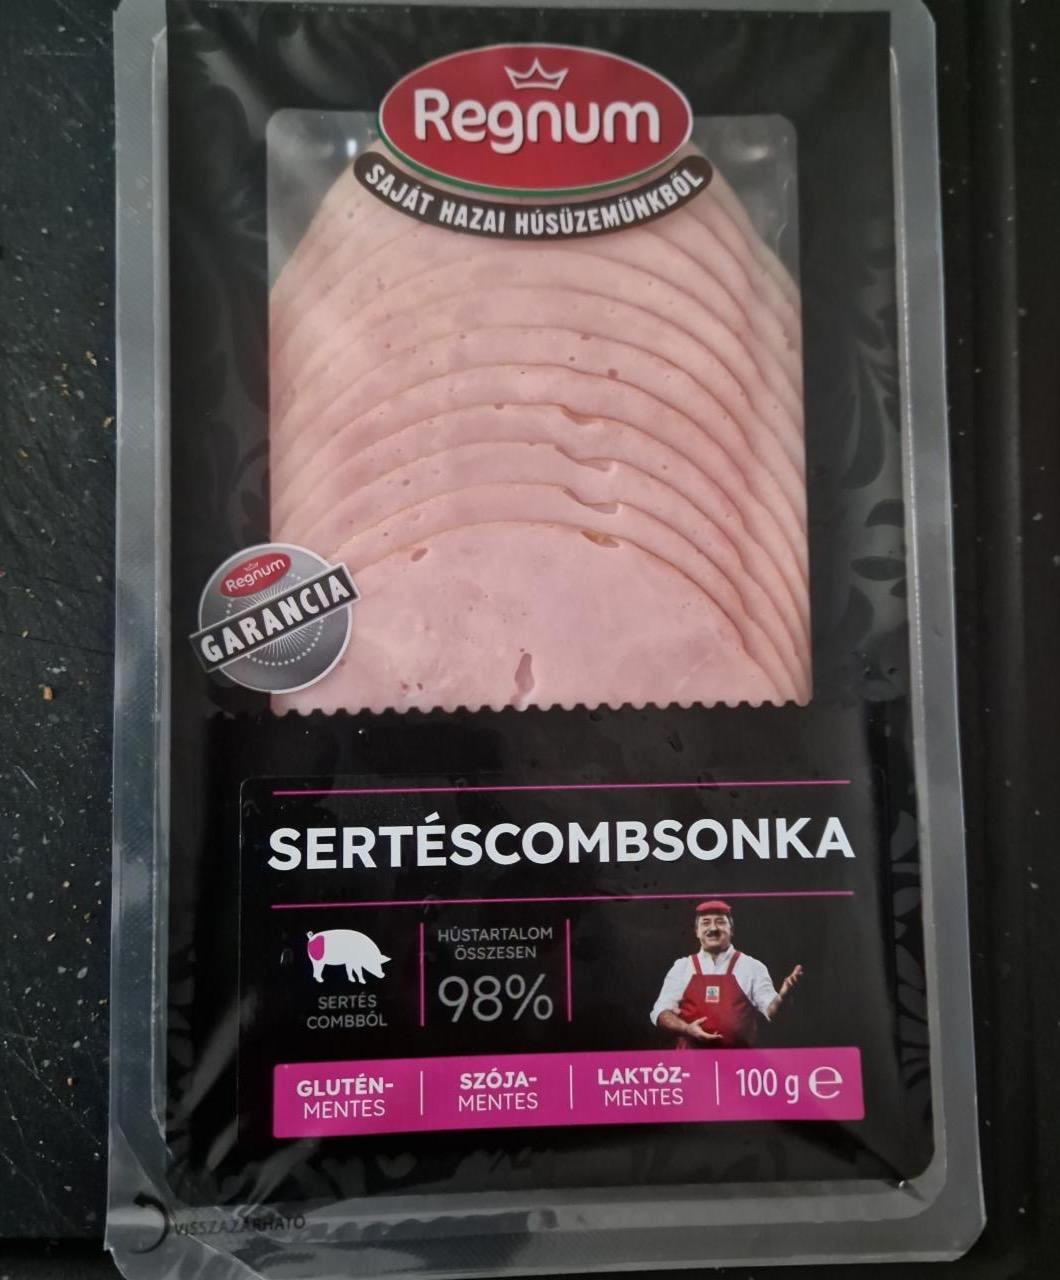 Regnum
SAJÁT HAZAI HÚSÜZEMÜNKBŐL
Regnum
GARANCIA
SERTÉSCOMBSONKA
SERTÉS
COMBBÓL
HÚSTARTALOM
ÖSSZESEN
98%
GLUTÉN-
MENTES
SZÓJA-
MENTES
LAKTÓZ-
MENTES
100 g ℮
VISSZAZÁRHATÓ